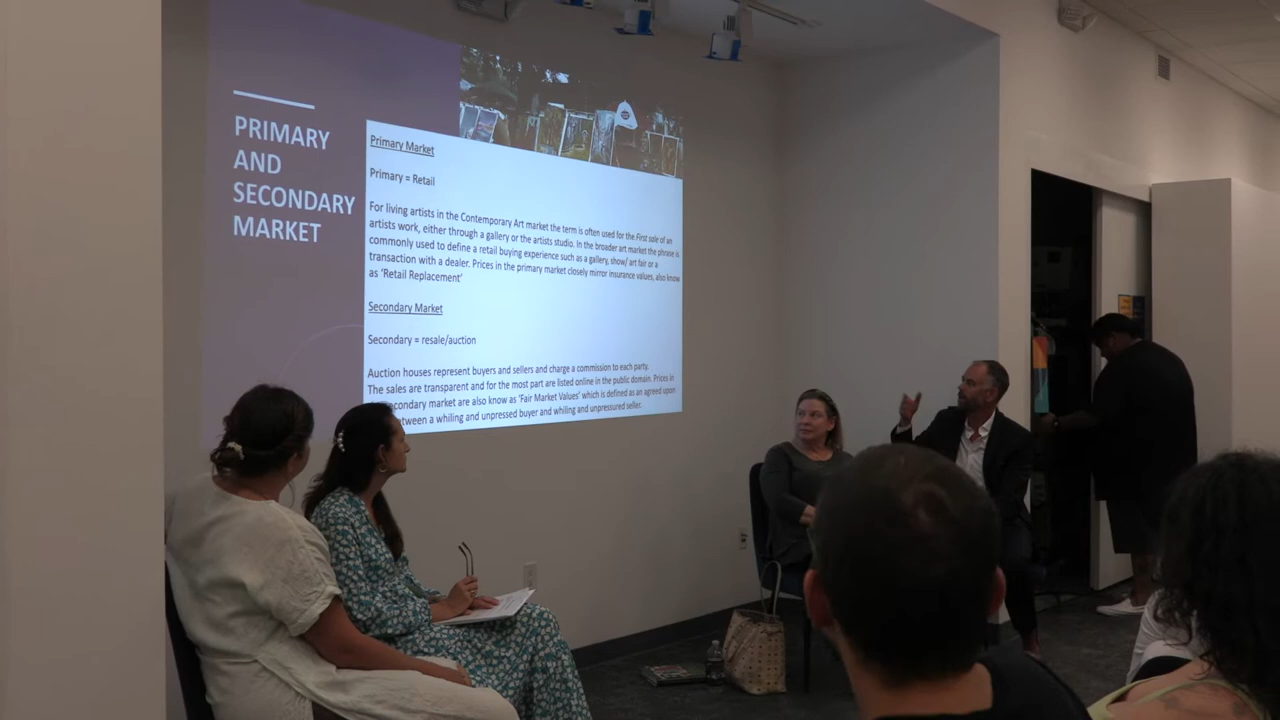 PRIMARY
AND
SECONDARY
MARKET
Primary Market
Primary = Retail
For living artists in the Contemporary Art market the term is often used for the First sale of an
artists work, either through a gallery or the artists studio. In the broader art market the phrase is
commonly used to define a retail buying experience such as a gallery, show/ art fair or a
transaction with a dealer. Prices in the primary market closely mirror insurance values, also know
as 'Retail Replacement'
Secondary Market
Secondary = resale/auction
Auction houses represent buyers and sellers and charge a commission to each party.
The sales are transparent and for the most part are listed online in the public domain. Prices in
econdary market are also know as 'Fair Market Values' which is defined as an agreed upon
tween a whiling and unpressed buyer and whiling and unpressured seller.